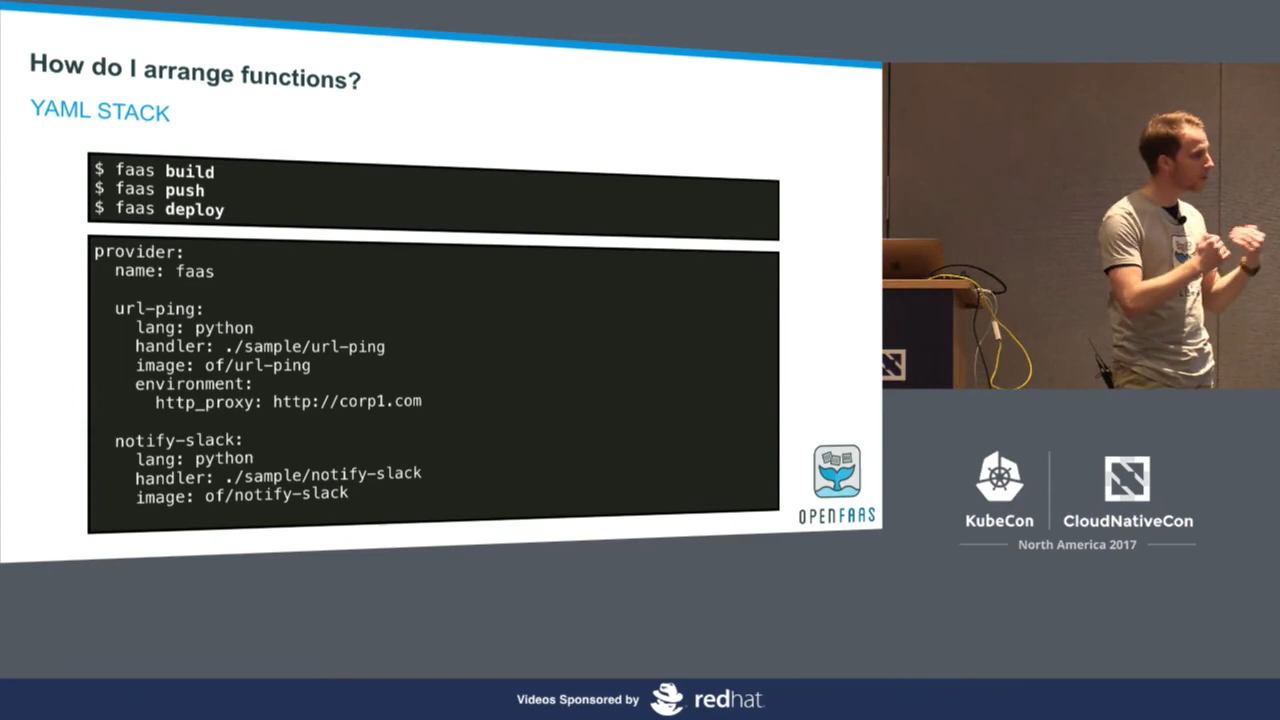 How do I arrange functions?
YAML STACK
$ faas build
$ faas push
$ faas deploy
provider:
  name: faas
  url-ping:
    lang: python
    handler: ./sample/url-ping
    image: of/url-ping
    environment:
      http_proxy: http://corp1.com
  notify-slack:
    lang: python
    handler: ./sample/notify-slack
    image: of/notify-slack
OPENFAAS
KubeCon
CloudNativeCon
North America 2017
Videos Sponsored by redhat